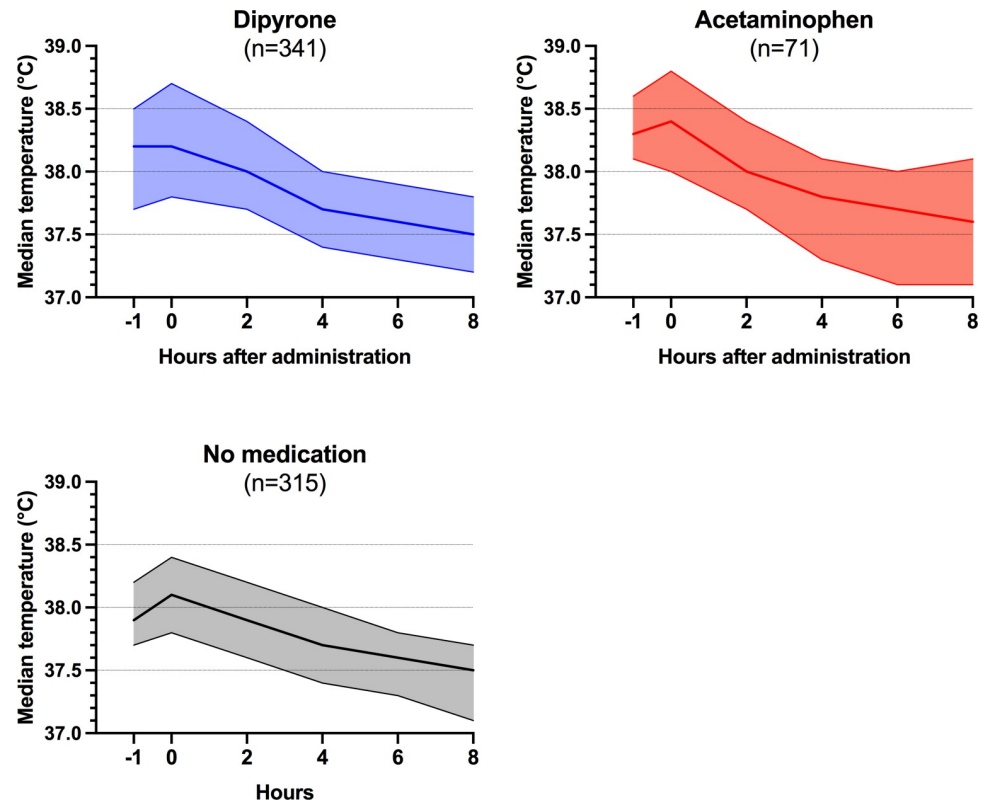 Dipyrone
(n=341)
Median temperature (°C)
39.0
38.5
38.0
37.5
37.0
-1 0 2 4 6 8
Hours after administration
Acetaminophen
(n=71)
Median temperature (°C)
39.0
38.5
38.0
37.5
37.0
-1 0 2 4 6 8
Hours after administration
No medication
(n=315)
Median temperature (°C)
39.0
38.5
38.0
37.5
37.0
-1 0 2 4 6 8
Hours